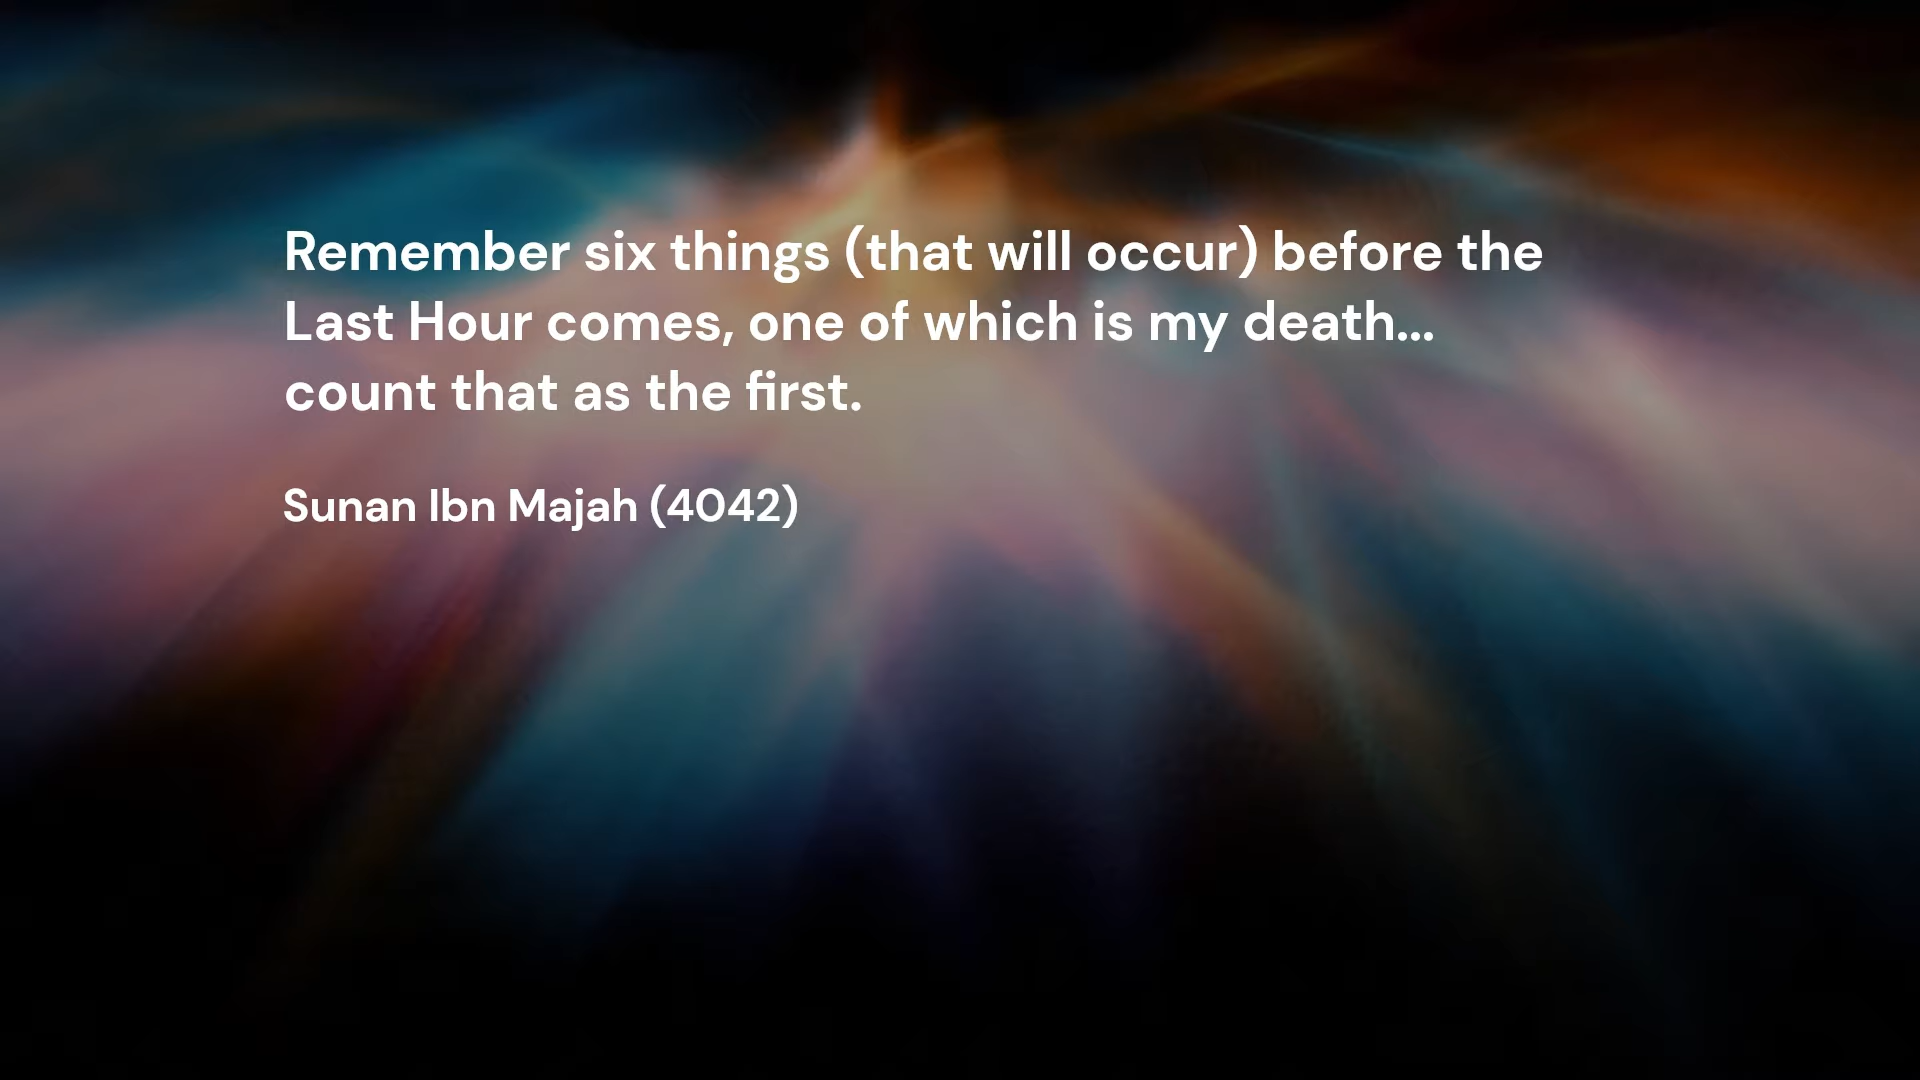 Remember six things (that will occur) before the
Last Hour comes, one of which is my death...
count that as the first.
Sunan Ibn Majah (4042)